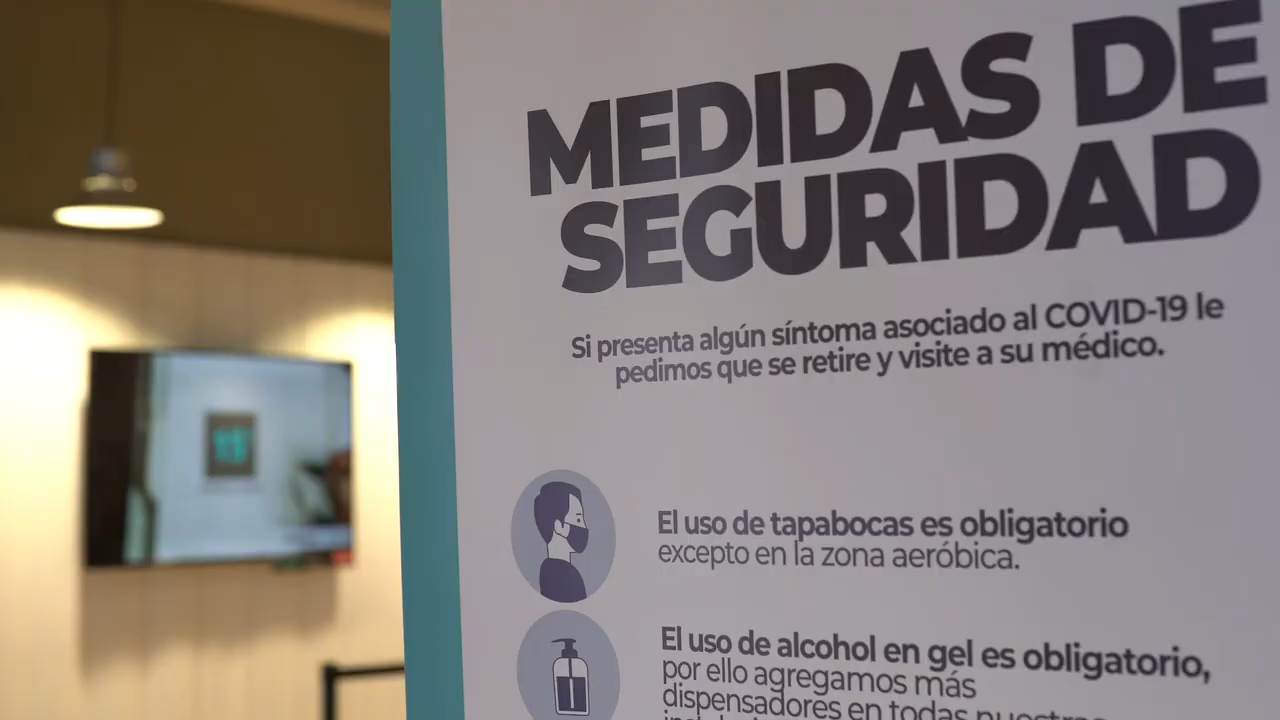 MEDIDAS DE
SEGURIDAD
Si presenta algún síntoma asociado al COVID-19 le
pedimos que se retire y visite a su médico.
El uso de tapabocas es obligatorio
excepto en la zona aeróbica.
El uso de alcohol en gel es obligatorio,
por ello agregamos más
dispensadores en todas nuestras